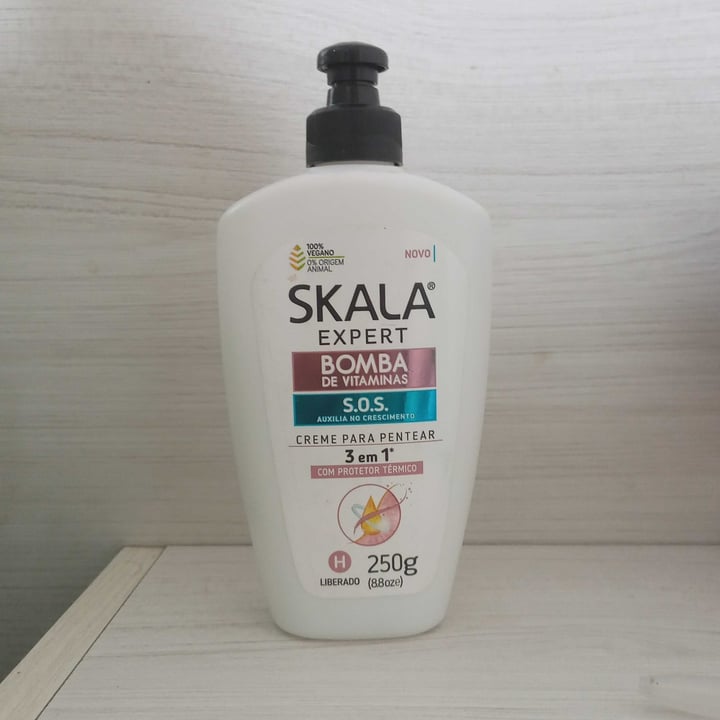 100%
VEGANO
0% ORIGEM
ANIMAL
NOVO
SKALA®
EXPERT
BOMBA
DE VITAMINAS
S.O.S.
AUXILIA NO CRESCIMENTO
CREME PARA PENTEAR
3 em 1*
COM PROTETOR TÉRMICO
H
LIBERADO
250g
(8.8oze)